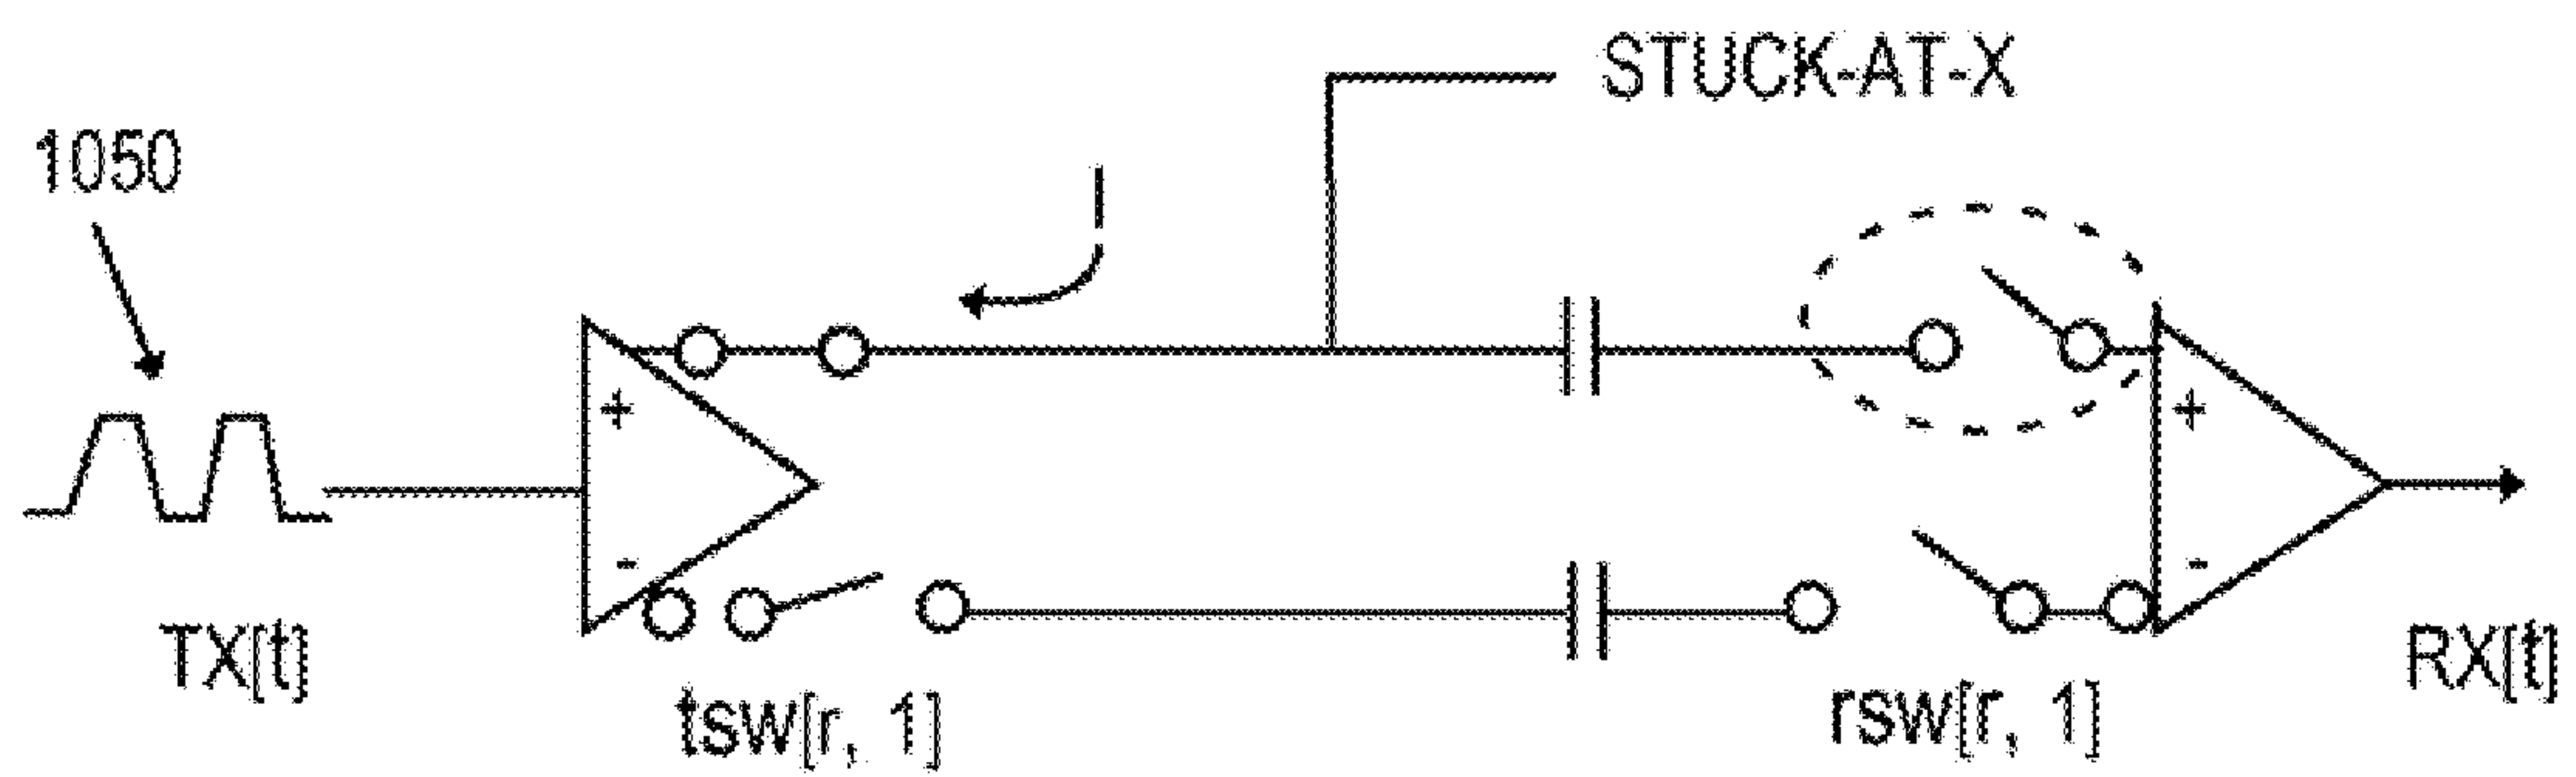 STUCK-AT-X
1050
+
-
+
-
TX[t]
tsw[r, 1]
rsw[r, 1]
RX[t]